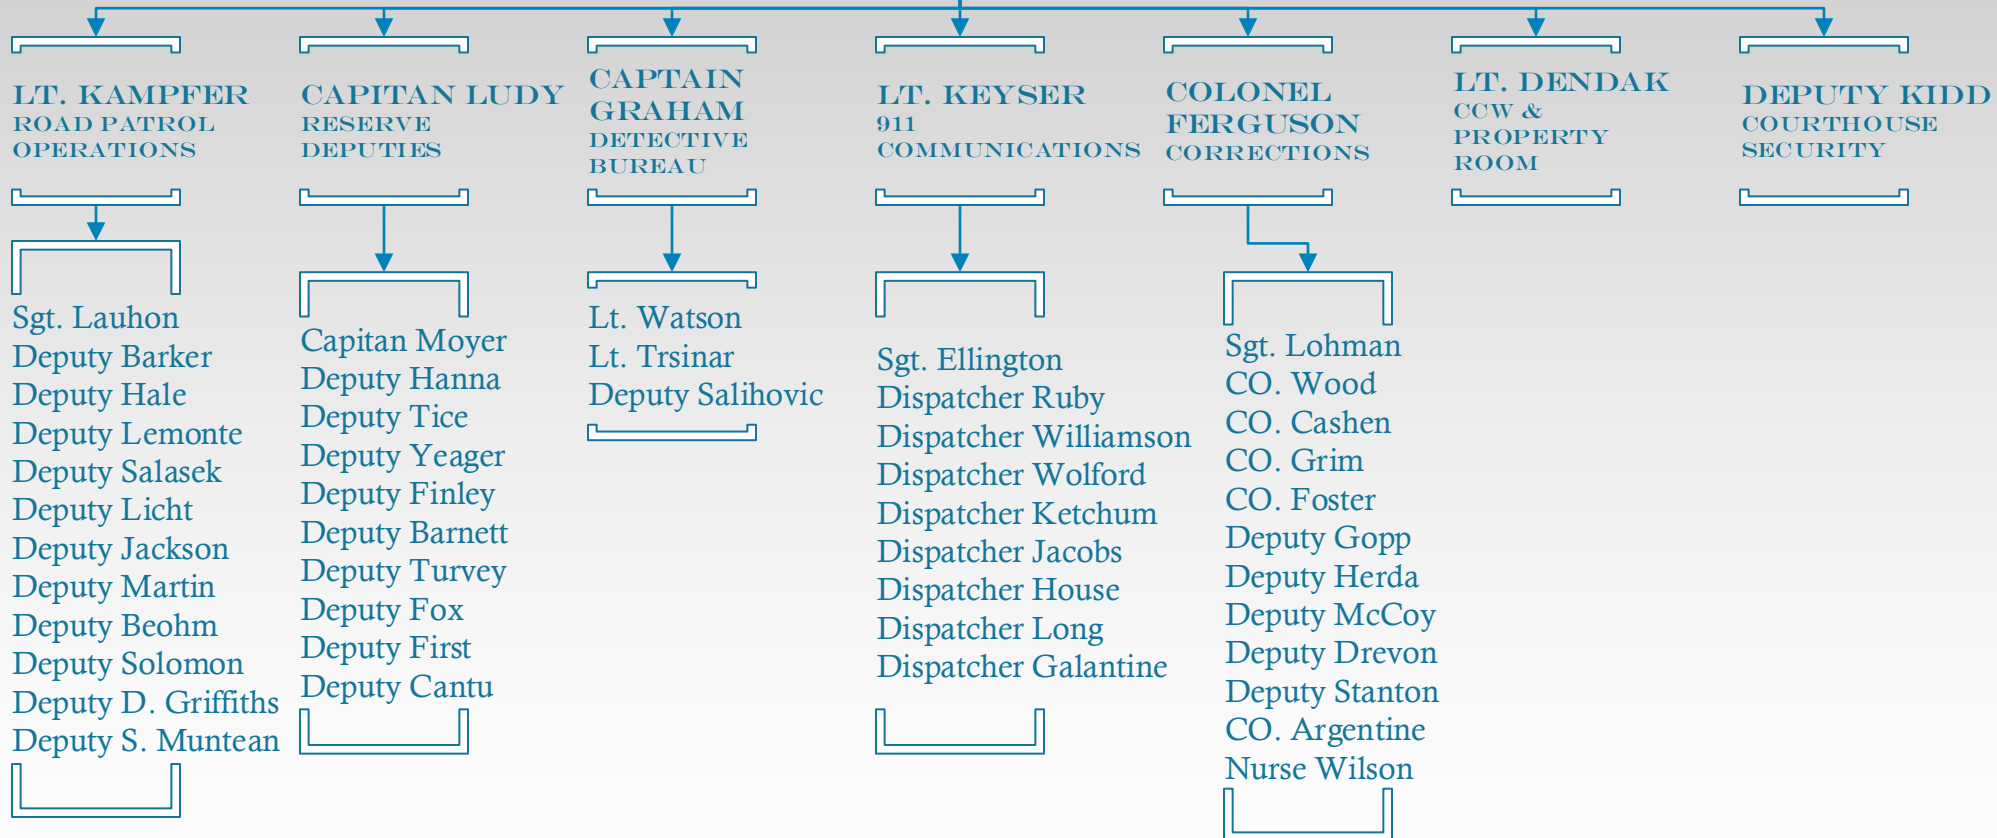 LT. KAMPFER
ROAD PATROL
OPERATIONS
CAPITAN LUDY
RESERVE
DEPUTIES
CAPTAIN
GRAHAM
DETECTIVE
BUREAU
LT. KEYSER
911
COMMUNICATIONS
COLONEL
FERGUSON
CORRECTIONS
LT. DENDAK
CCW &
PROPERTY
ROOM
DEPUTY KIDD
COURTHOUSE
SECURITY
Sgt. Lauhon
Deputy Barker
Deputy Hale
Deputy Lemonte
Deputy Salasek
Deputy Licht
Deputy Jackson
Deputy Martin
Deputy Beohm
Deputy Solomon
Deputy D. Griffiths
Deputy S. Muntean
Capitan Moyer
Deputy Hanna
Deputy Tice
Deputy Yeager
Deputy Finley
Deputy Barnett
Deputy Turvey
Deputy Fox
Deputy First
Deputy Cantu
Lt. Watson
Lt. Trsinar
Deputy Salihovic
Sgt. Ellington
Dispatcher Ruby
Dispatcher Williamson
Dispatcher Wolford
Dispatcher Ketchum
Dispatcher Jacobs
Dispatcher House
Dispatcher Long
Dispatcher Galantine
Sgt. Lohman
CO. Wood
CO. Cashen
CO. Grim
CO. Foster
Deputy Gopp
Deputy Herda
Deputy McCoy
Deputy Drevon
Deputy Stanton
CO. Argentine
Nurse Wilson